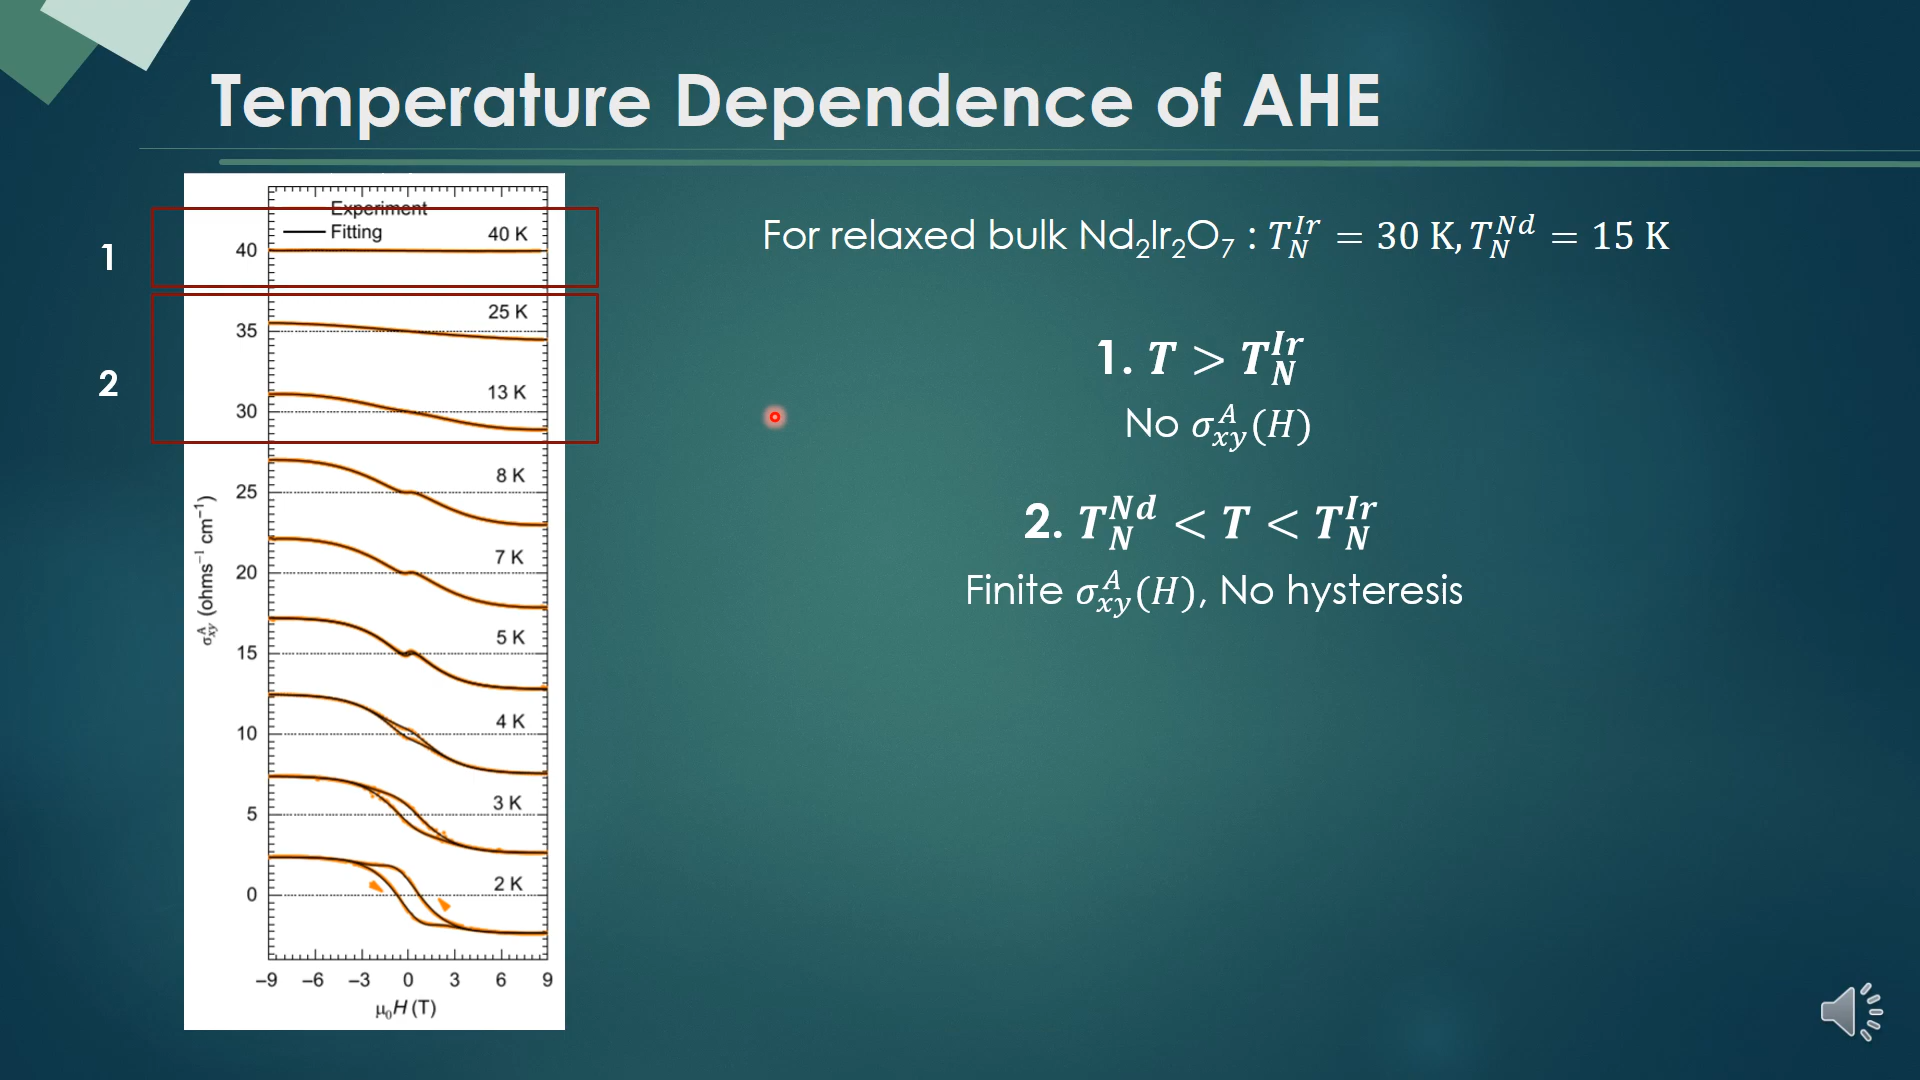 Temperature Dependence of AHE
1
2
Experiment
Fitting
40 K
25 K
13 K
8 K
7 K
5 K
4 K
3 K
2 K
40
35
30
25
20
15
10
5
0
σ^A_xy (ohms⁻¹ cm⁻¹)
−9 −6 −3 0 3 6 9
μ₀H (T)
For relaxed bulk Nd₂Ir₂O₇ : T_N^Ir = 30 K, T_N^Nd = 15 K
1. T > T_N^Ir
No σ_xy^A(H)
2. T_N^Nd < T < T_N^Ir
Finite σ_xy^A(H), No hysteresis